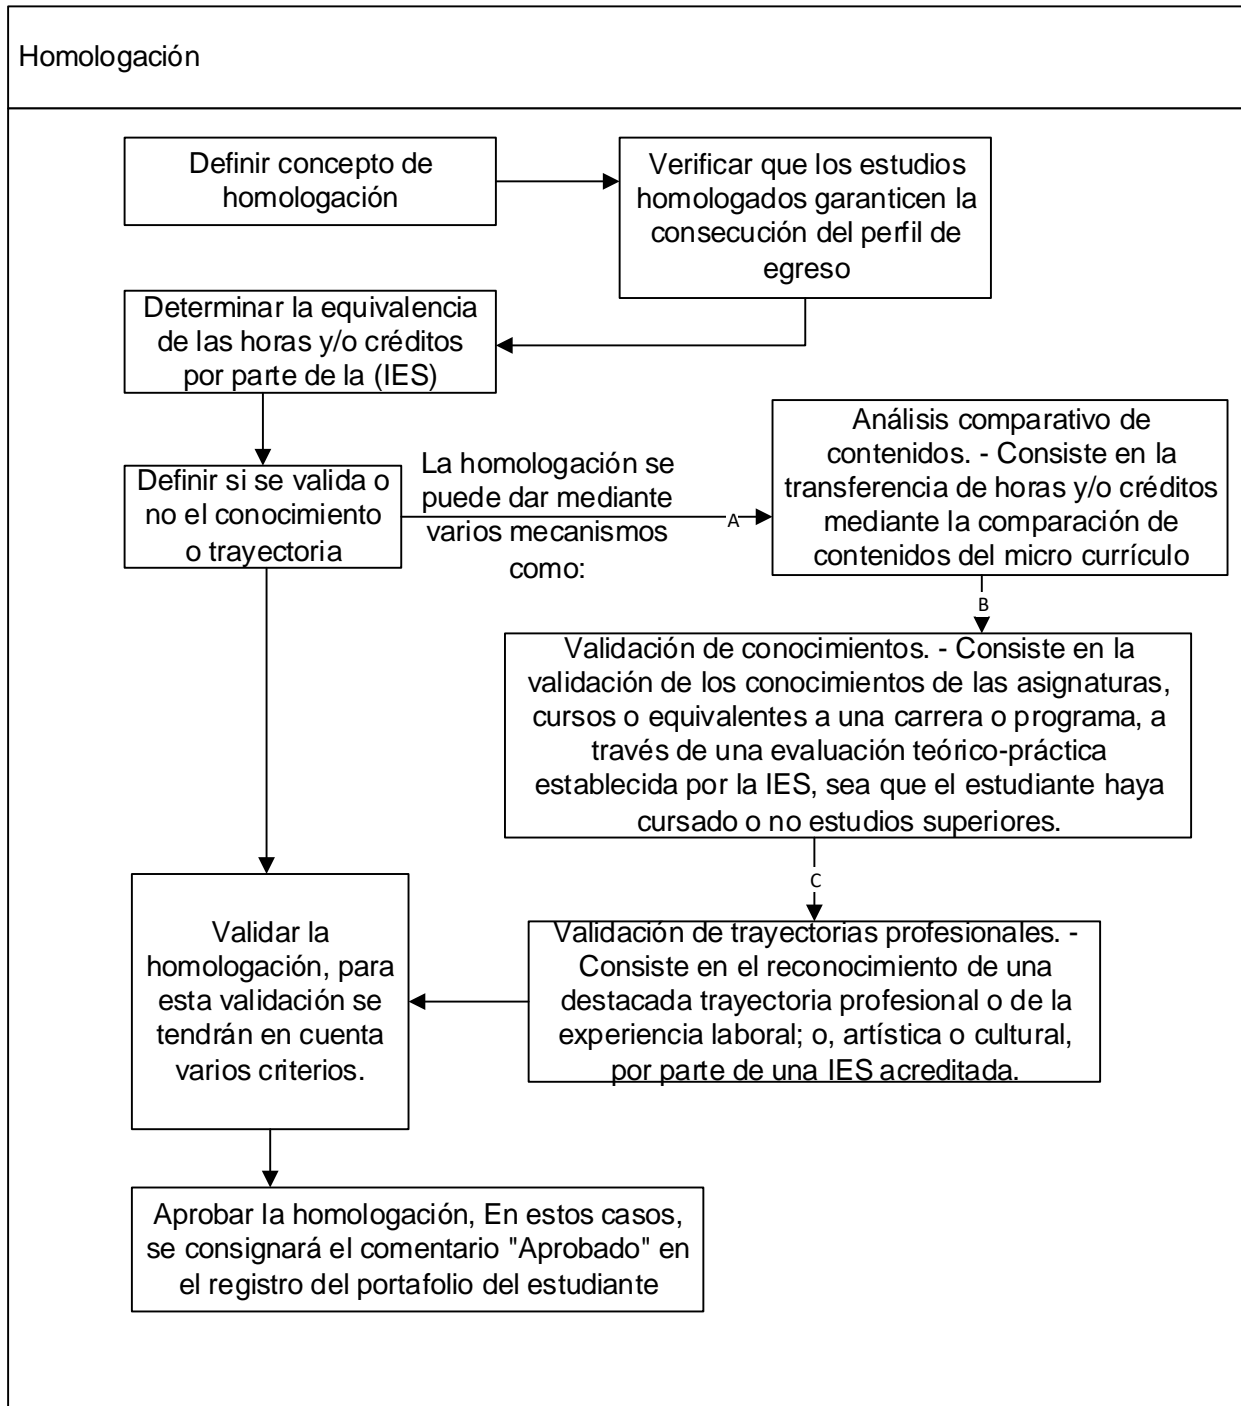 Homologación
Definir concepto de
homologación
Verificar que los estudios
homologados garanticen la
consecución del perfil de
egreso
Determinar la equivalencia
de las horas y/o créditos
por parte de la (IES)
Definir si se valida o
no el conocimiento
o trayectoria
La homologación se
puede dar mediante
varios mecanismos
como:
A
Análisis comparativo de
contenidos. - Consiste en la
transferencia de horas y/o créditos
mediante la comparación de
contenidos del micro currículo
B
Validación de conocimientos. - Consiste en la
validación de los conocimientos de las asignaturas,
cursos o equivalentes a una carrera o programa, a
través de una evaluación teórico-práctica
establecida por la IES, sea que el estudiante haya
cursado o no estudios superiores.
C
Validación de trayectorias profesionales. -
Consiste en el reconocimiento de una
destacada trayectoria profesional o de la
experiencia laboral; o, artística o cultural,
por parte de una IES acreditada.
Validar la
homologación, para
esta validación se
tendrán en cuenta
varios criterios.
Aprobar la homologación, En estos casos,
se consignará el comentario "Aprobado" en
el registro del portafolio del estudiante